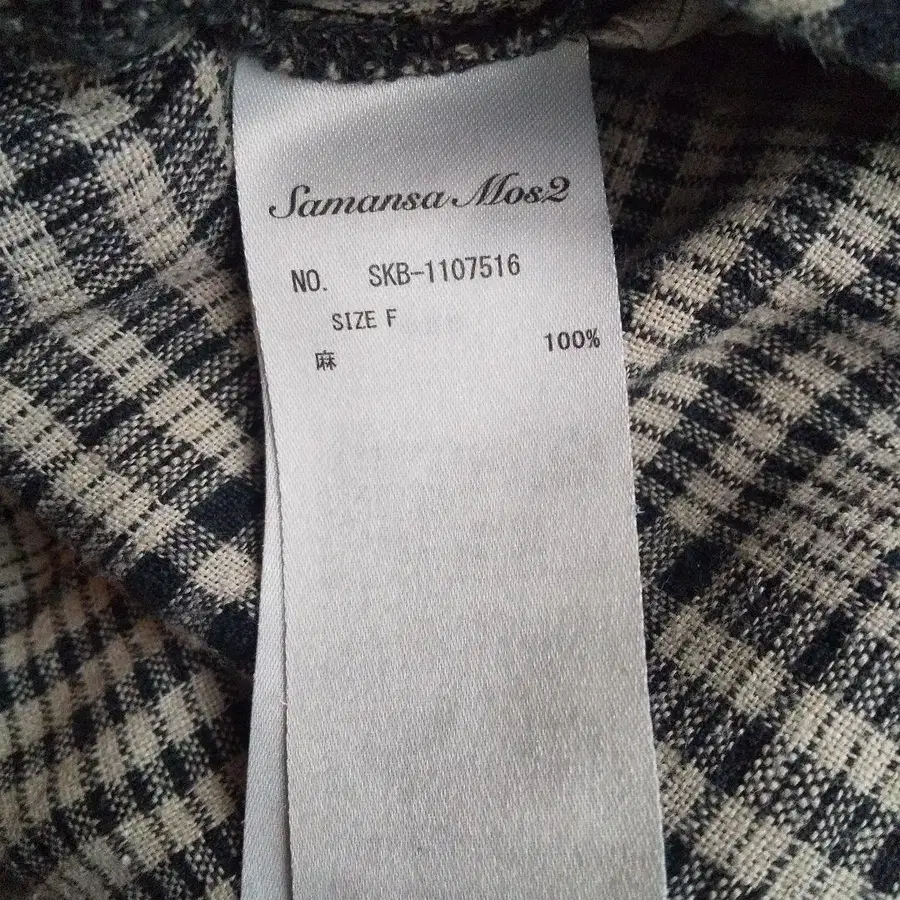 Samansa Mos2
NO. SKB-1107516
SIZE F
麻 100%